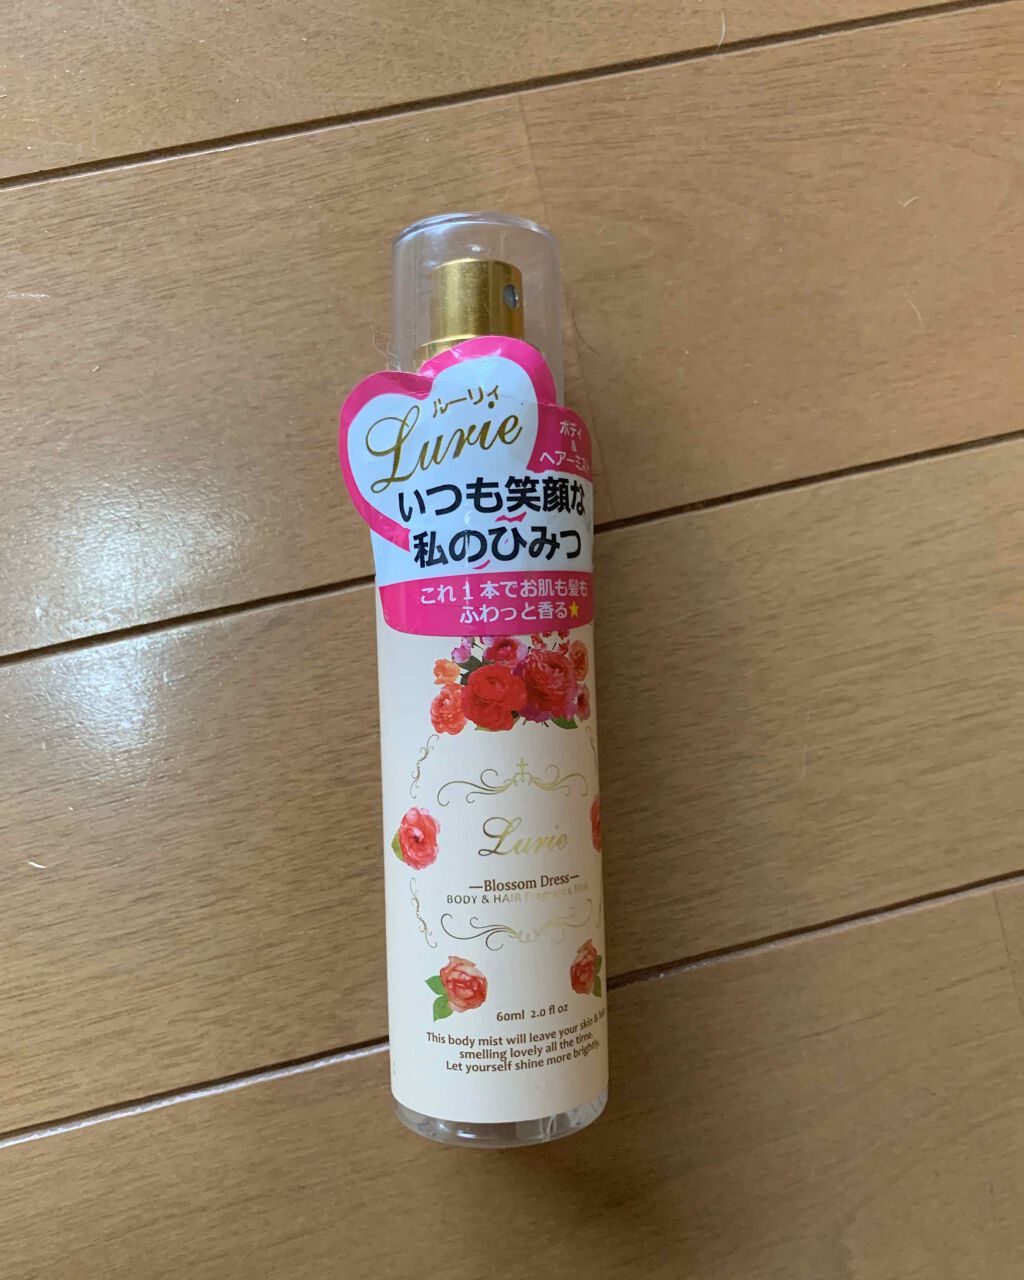 ルーリィ
Lurie
ボディ
&
ヘアーミスト
いつも笑顔な
私のひみつ
これ1本でお肌も髪も
ふわっと香る★
Lurie
—Blossom Dress—
BODY & HAIR Fragrance Mist
60ml 2.0 fl oz
This body mist will leave your skin &
smelling lovely all the time.
Let yourself shine more brightly.